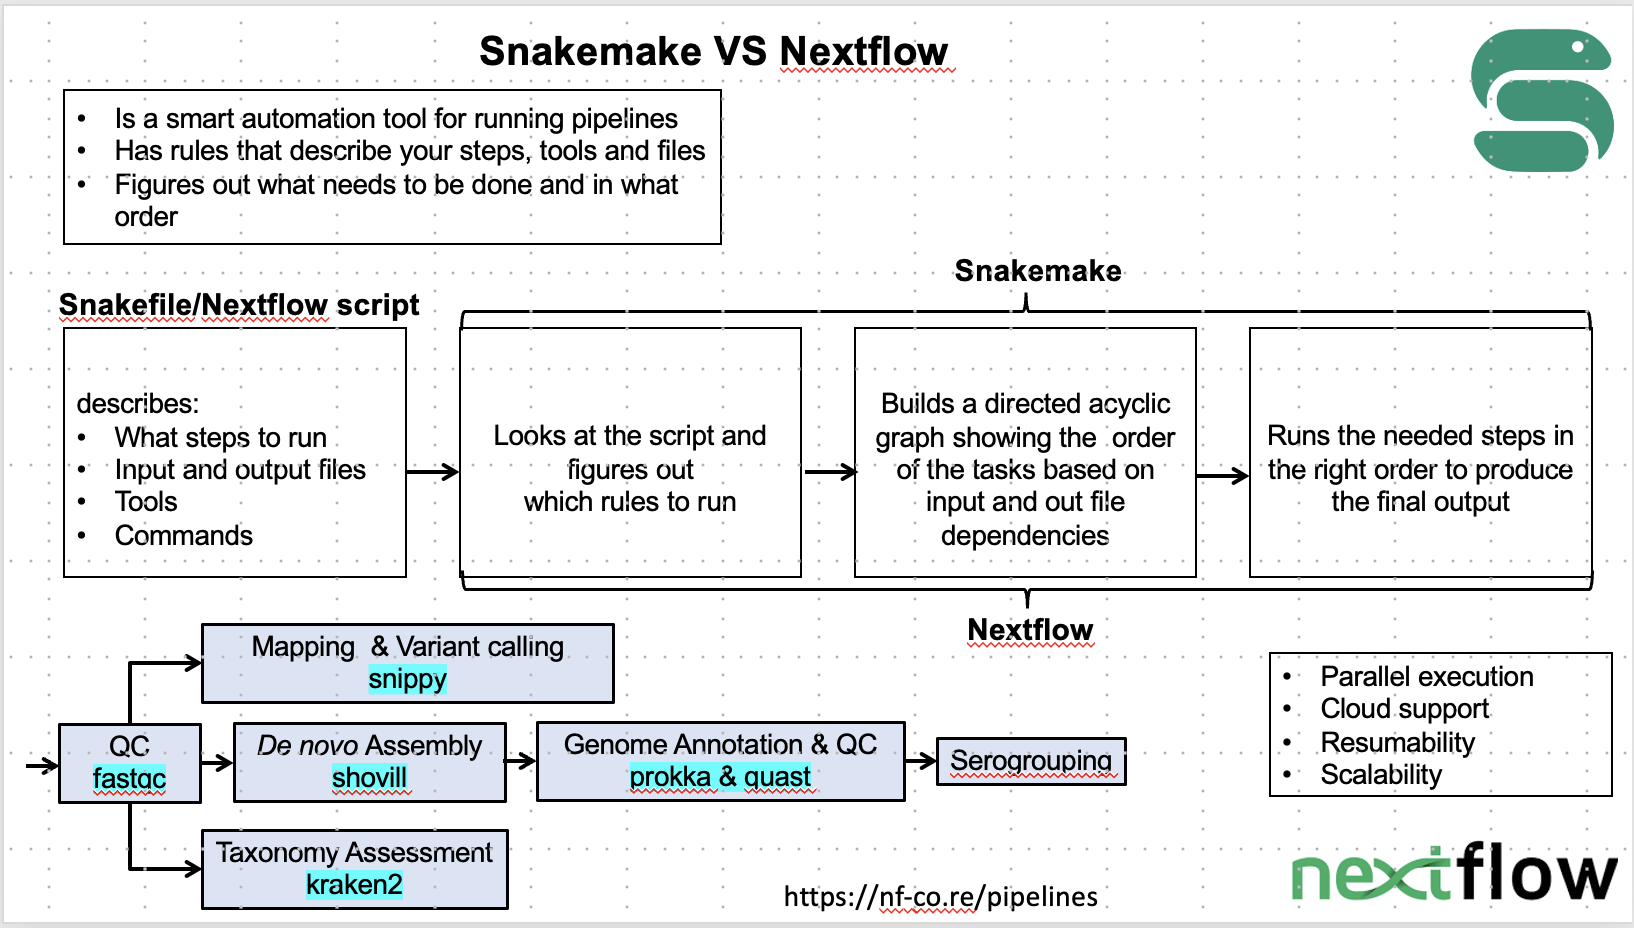 Snakemake VS Nextflow
• Is a smart automation tool for running pipelines
• Has rules that describe your steps, tools and files
• Figures out what needs to be done and in what
order
Snakemake
Snakefile/Nextflow script
describes:
• What steps to run
• Input and output files
• Tools
• Commands
Looks at the script and
figures out
which rules to run
Builds a directed acyclic
graph showing the order
of the tasks based on
input and out file
dependencies
Runs the needed steps in
the right order to produce
the final output
Nextflow
Mapping & Variant calling
snippy
QC
fastqc
De novo Assembly
shovill
Genome Annotation & QC
prokka & quast
Serogrouping
Taxonomy Assessment
kraken2
• Parallel execution
• Cloud support
• Resumability
• Scalability
https://nf-co.re/pipelines
nextflow